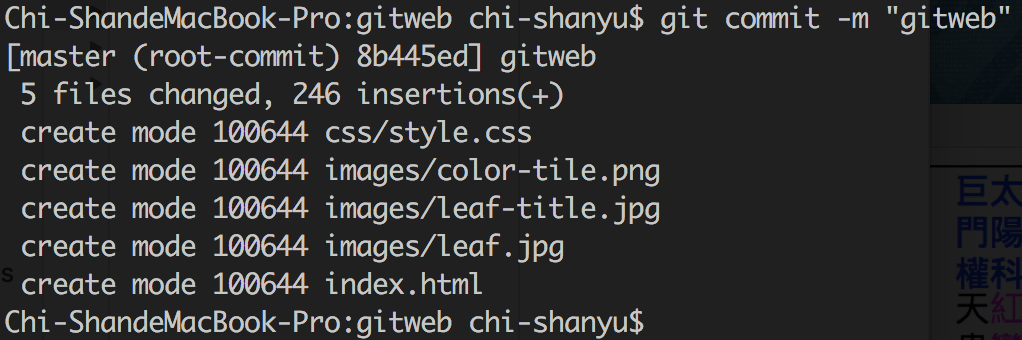 Chi-ShandeMacBook-Pro:gitweb chi-shanyu$ git commit -m "gitweb"
[master (root-commit) 8b445ed] gitweb
 5 files changed, 246 insertions(+)
 create mode 100644 css/style.css
 create mode 100644 images/color-tile.png
 create mode 100644 images/leaf-title.jpg
 create mode 100644 images/leaf.jpg
 create mode 100644 index.html
Chi-ShandeMacBook-Pro:gitweb chi-shanyu$
巨太
門陽
權科
天紅